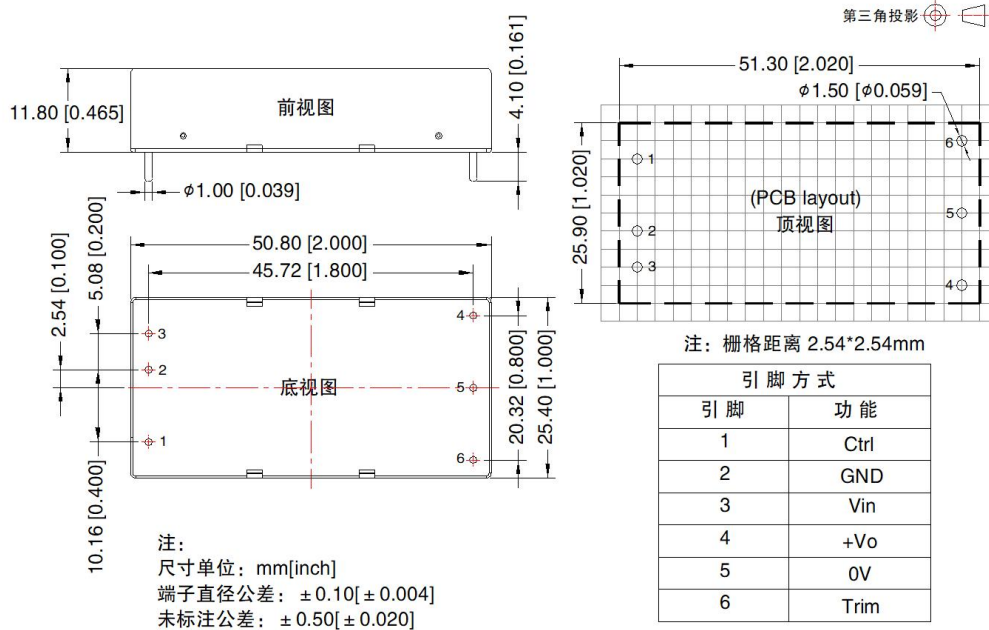 第三角投影
11.80 [0.465]
前视图
4.10 [0.161]
ϕ1.00 [0.039]
51.30 [2.020]
ϕ1.50 [ϕ0.059]
25.90 [1.020]
1
2
3
6
5
4
(PCB layout)
顶视图
注：栅格距离 2.54*2.54mm
50.80 [2.000]
45.72 [1.800]
2.54 [0.100]
5.08 [0.200]
10.16 [0.400]
3
2
1
底视图
4
5
6
20.32 [0.800]
25.40 [1.000]
引脚方式
引脚 功能
1 Ctrl
2 GND
3 Vin
4 +Vo
5 0V
6 Trim
注：
尺寸单位：mm[inch]
端子直径公差：±0.10[±0.004]
未标注公差：±0.50[±0.020]